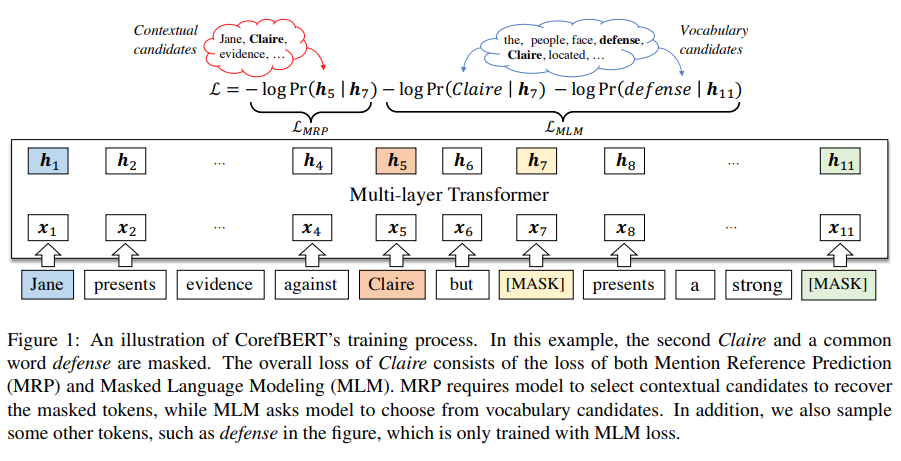 Contextual candidates
Jane, Claire, evidence, …
the, people, face, defense, Claire, located, …
Vocabulary candidates
ℒ = −log Pr(h₅ | h₇) −log Pr(Claire | h₇) −log Pr(defense | h₁₁)
ℒ_MRP ℒ_MLM
h₁ h₂ … h₄ h₅ h₆ h₇ h₈ … h₁₁
Multi-layer Transformer
x₁ x₂ … x₄ x₅ x₆ x₇ x₈ … x₁₁
Jane presents evidence against Claire but [MASK] presents a strong [MASK]
Figure 1: An illustration of CorefBERT's training process. In this example, the second Claire and a common
word defense are masked. The overall loss of Claire consists of the loss of both Mention Reference Prediction
(MRP) and Masked Language Modeling (MLM). MRP requires model to select contextual candidates to recover
the masked tokens, while MLM asks model to choose from vocabulary candidates. In addition, we also sample
some other tokens, such as defense in the figure, which is only trained with MLM loss.